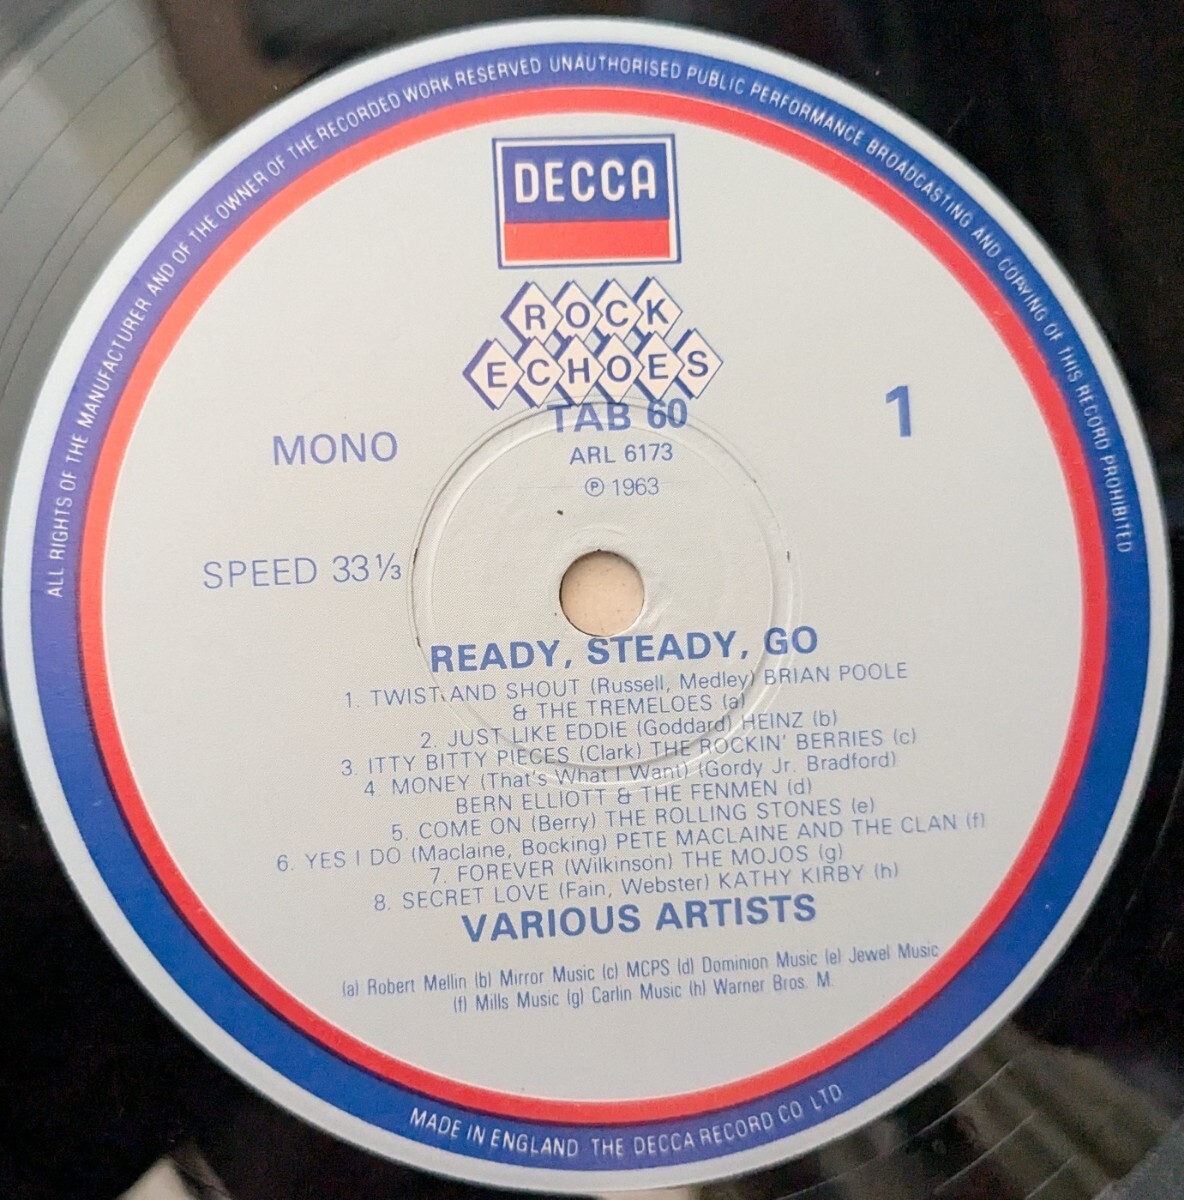 ALL RIGHTS OF THE MANUFACTURER AND OF THE OWNER OF THE RECORDED WORK RESERVED UNAUTHORISED PUBLIC PERFORMANCE BROADCASTING AND COPYING OF THIS RECORD PROHIBITED
DECCA
ROCK
ECHOES
TAB 60
1
MONO
ARL 6173
℗ 1963
SPEED 33⅓
READY, STEADY, GO
1. TWIST AND SHOUT (Russell, Medley) BRIAN POOLE
& THE TREMELOES (a)
2. JUST LIKE EDDIE (Goddard) HEINZ (b)
3. ITTY BITTY PIECES (Clark) THE ROCKIN' BERRIES (c)
4. MONEY (That's What I Want) (Gordy Jr. Bradford)
BERN ELLIOTT & THE FENMEN (d)
5. COME ON (Berry) THE ROLLING STONES (e)
6. YES I DO (Maclaine, Bocking) PETE MACLAINE AND THE CLAN (f)
7. FOREVER (Wilkinson) THE MOJOS (g)
8. SECRET LOVE (Fain, Webster) KATHY KIRBY (h)
VARIOUS ARTISTS
(a) Robert Mellin (b) Mirror Music (c) MCPS (d) Dominion Music (e) Jewel Music
(f) Mills Music (g) Carlin Music (h) Warner Bros. M.
MADE IN ENGLAND THE DECCA RECORD CO LTD